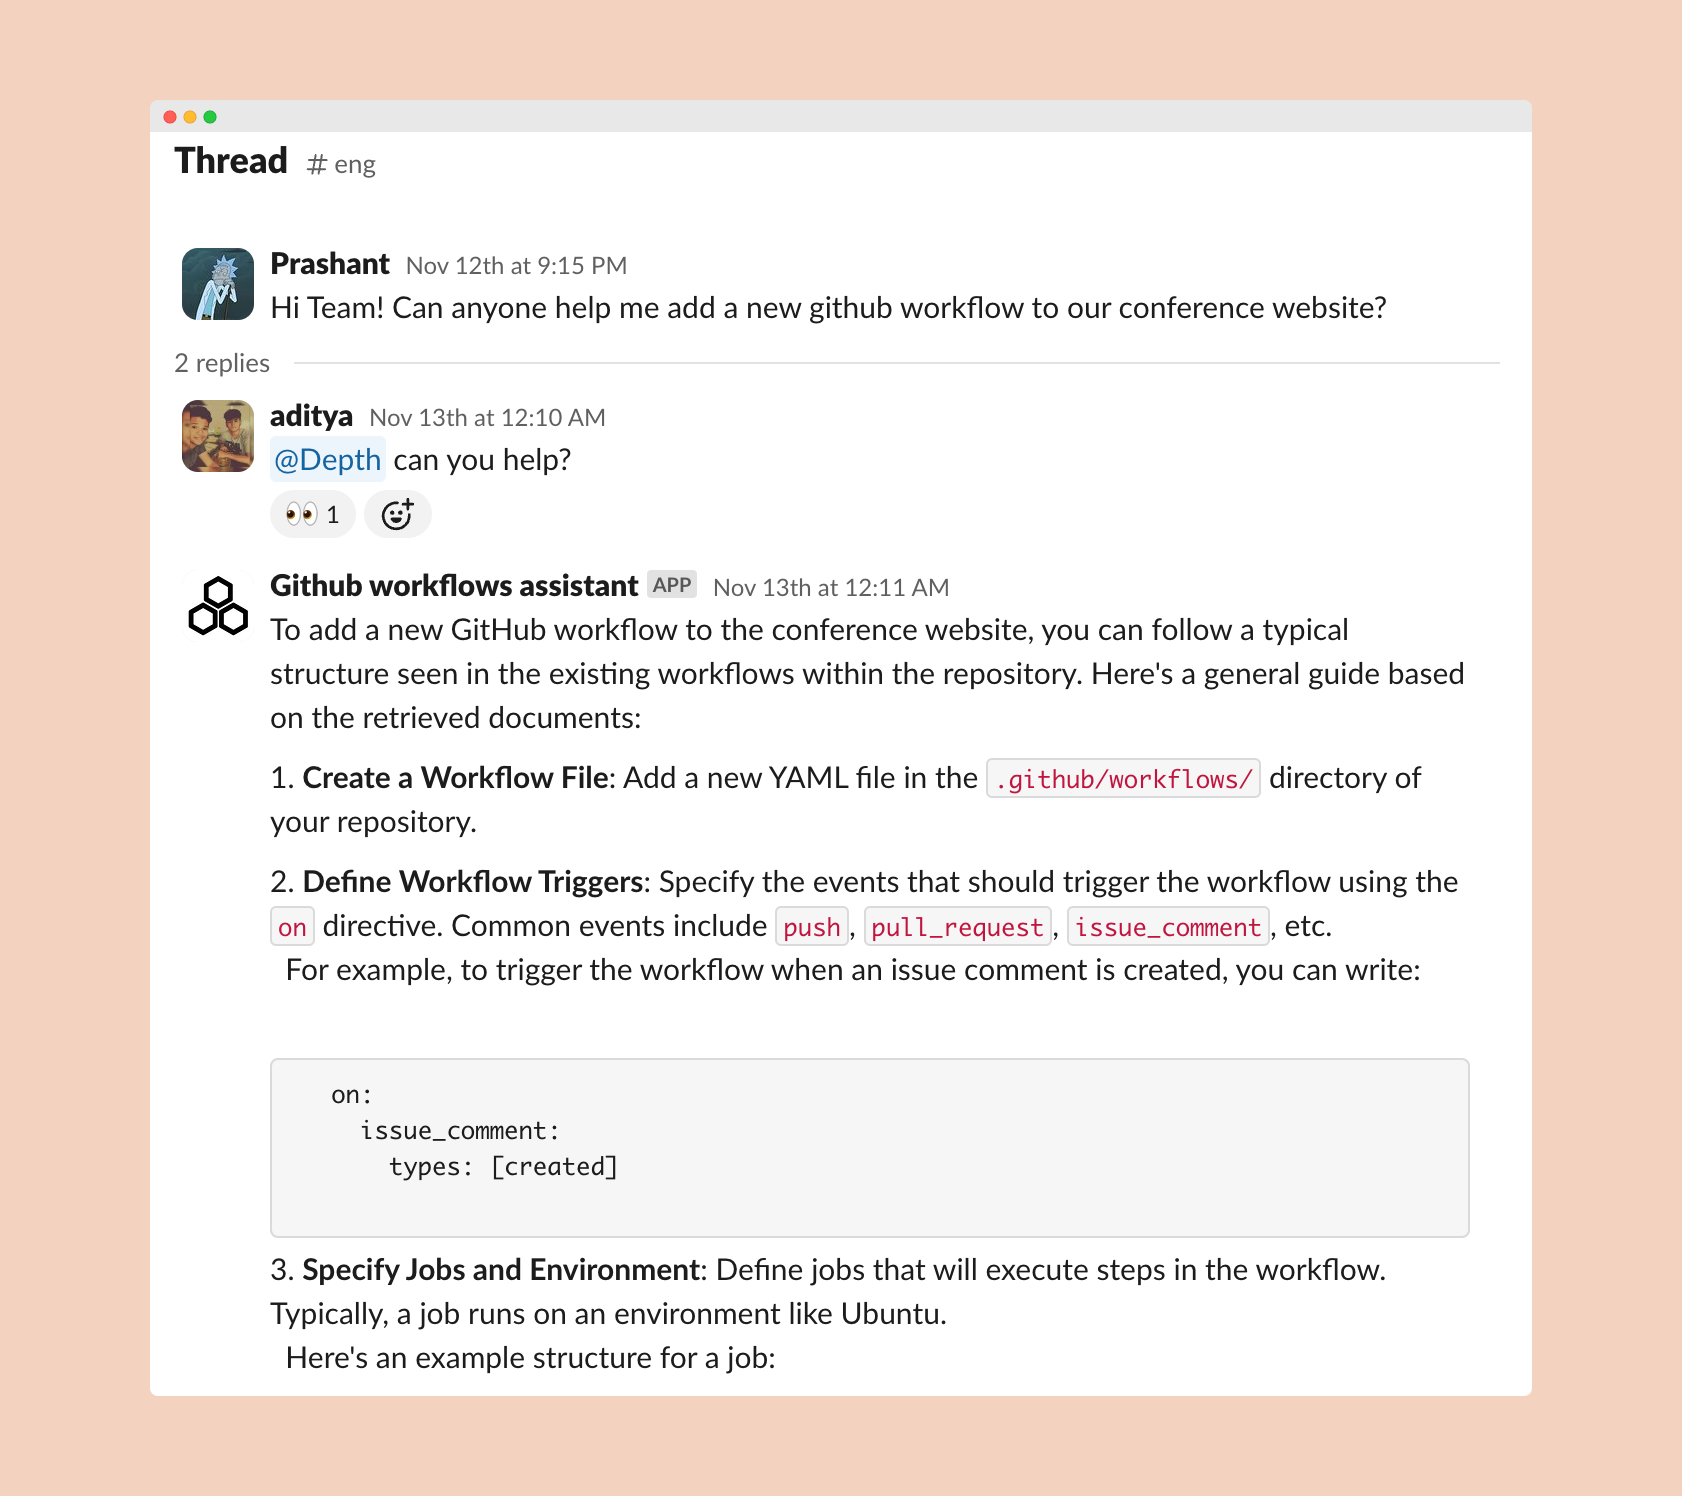 Thread # eng
Prashant Nov 12th at 9:15 PM
Hi Team! Can anyone help me add a new github workflow to our conference website?
2 replies
aditya Nov 13th at 12:10 AM
@Depth can you help?
👀 1
Github workflows assistant APP Nov 13th at 12:11 AM
To add a new GitHub workflow to the conference website, you can follow a typical
structure seen in the existing workflows within the repository. Here's a general guide based
on the retrieved documents:
1. Create a Workflow File: Add a new YAML file in the .github/workflows/ directory of
your repository.
2. Define Workflow Triggers: Specify the events that should trigger the workflow using the
on directive. Common events include push, pull_request, issue_comment, etc.
For example, to trigger the workflow when an issue comment is created, you can write:
on:
issue_comment:
types: [created]
3. Specify Jobs and Environment: Define jobs that will execute steps in the workflow.
Typically, a job runs on an environment like Ubuntu.
Here's an example structure for a job: